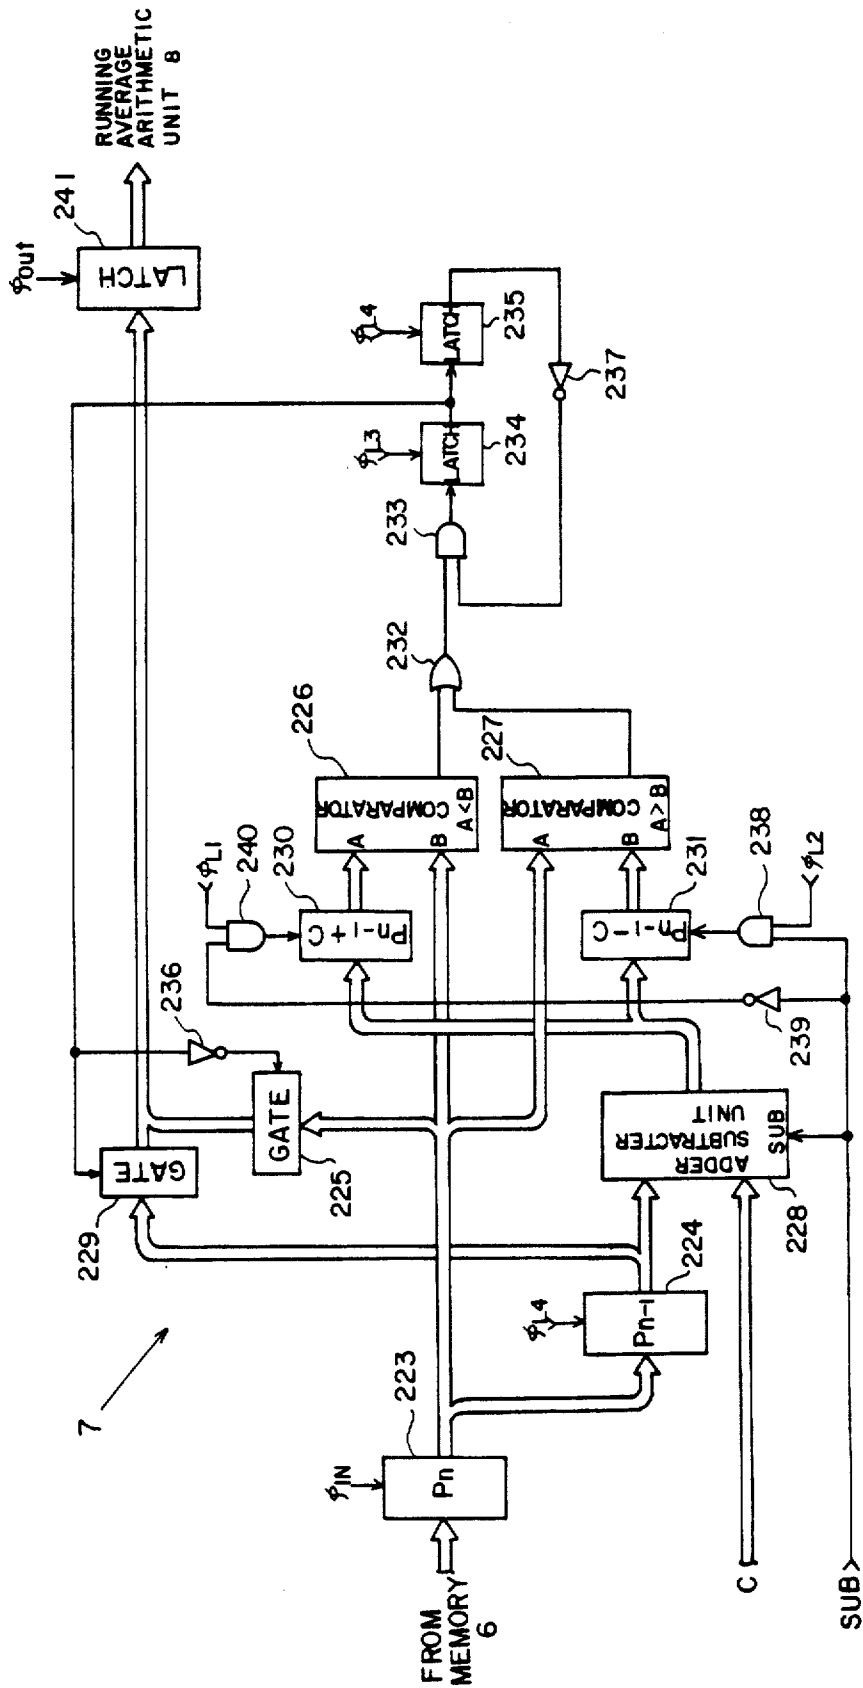 7
FROM
MEMORY
6
φIN
Pn
223
φL4
Pn-1
224
C
SUB
229
GATE
GATE
225
236
ADDER
SUBTRACTER
UNIT
SUB
228
239
φL1
240
230
Pn-1+C
Pn-1-C
231
238
φL2
226
COMPARATOR
A
B
A<B
227
COMPARATOR
A
B
A>B
232
233
φL3
LATCH
234
φL4
LATCH
235
237
φOUT
LATCH
241
RUNNING
AVERAGE
ARITHMETIC
UNIT 8